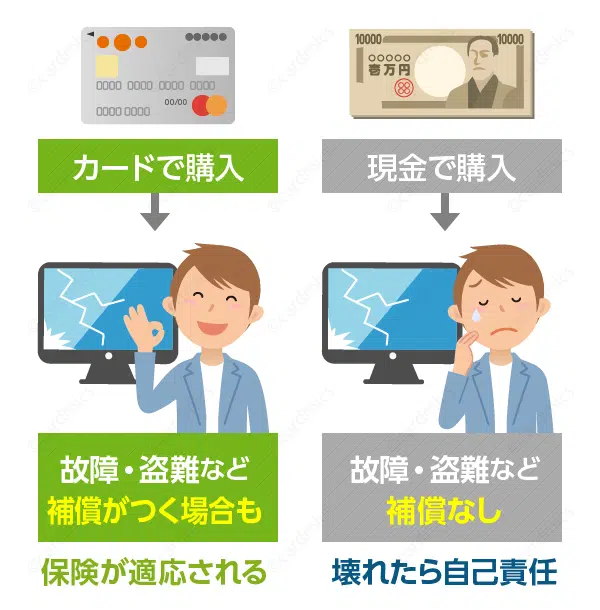 00/00
10000
10000
壱万円
カードで購入
現金で購入
故障・盗難など
補償がつく場合も
故障・盗難など
補償なし
保険が適応される
壊れたら自己責任